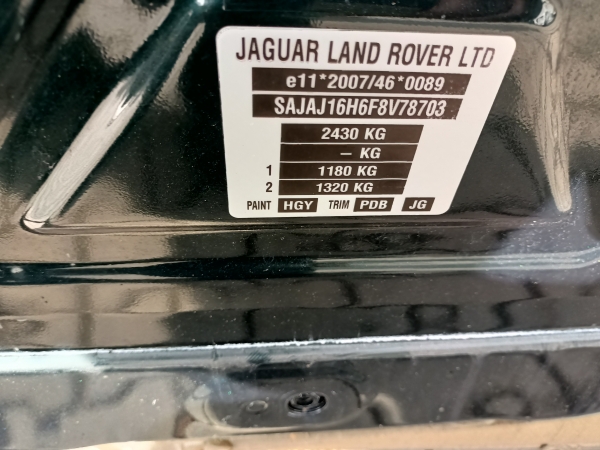 JAGUAR LAND ROVER LTD
e11*2007/46*0089
SAJAJ16H6F8V78703
2430 KG
— KG
1 1180 KG
2 1320 KG
PAINT HGY TRIM PDB JG